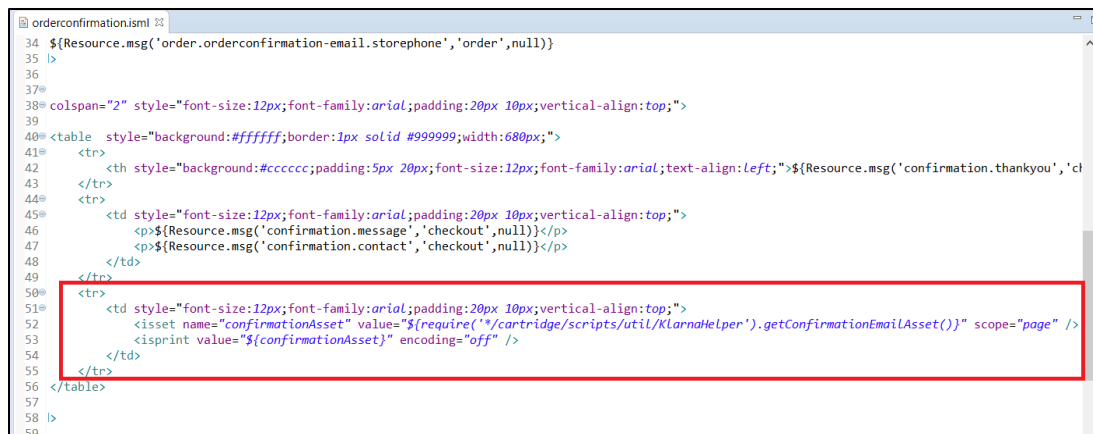 orderconfirmation.isml
34 ${Resource.msg('order.orderconfirmation-email.storephone','order',null)}
35 >
36
37
38 colspan="2" style="font-size:12px;font-family:arial;padding:20px 10px;vertical-align:top;">
39
40 <table  style="background:#ffffff;border:1px solid #999999;width:680px;">
41     <tr>
42         <th style="background:#cccccc;padding:5px 20px;font-size:12px;font-family:arial;text-align:left;">${Resource.msg('confirmation.thankyou','ch
43     </tr>
44     <tr>
45         <td style="font-size:12px;font-family:arial;padding:20px 10px;vertical-align:top;">
46             <p>${Resource.msg('confirmation.message','checkout',null)}</p>
47             <p>${Resource.msg('confirmation.contact','checkout',null)}</p>
48         </td>
49     </tr>
50     <tr>
51         <td style="font-size:12px;font-family:arial;padding:20px 10px;vertical-align:top;">
52             <isset name="confirmationAsset" value="${require('*/cartridge/scripts/util/KlarnaHelper').getConfirmationEmailAsset()}" scope="page" />
53             <isprint value="${confirmationAsset}" encoding="off" />
54         </td>
55     </tr>
56 </table>
57
58 >
59